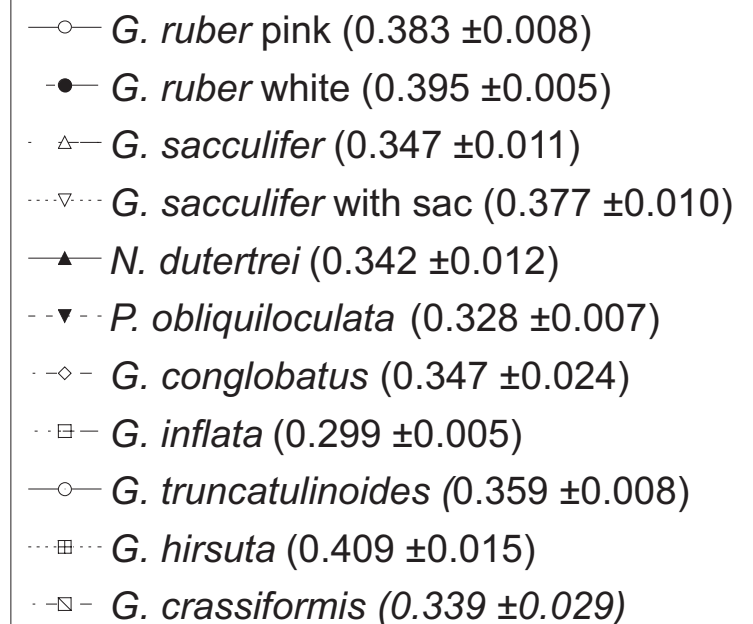 G. ruber pink (0.383 ±0.008)
G. ruber white (0.395 ±0.005)
G. sacculifer (0.347 ±0.011)
G. sacculifer with sac (0.377 ±0.010)
N. dutertrei (0.342 ±0.012)
P. obliquiloculata (0.328 ±0.007)
G. conglobatus (0.347 ±0.024)
G. inflata (0.299 ±0.005)
G. truncatulinoides (0.359 ±0.008)
G. hirsuta (0.409 ±0.015)
G. crassiformis (0.339 ±0.029)